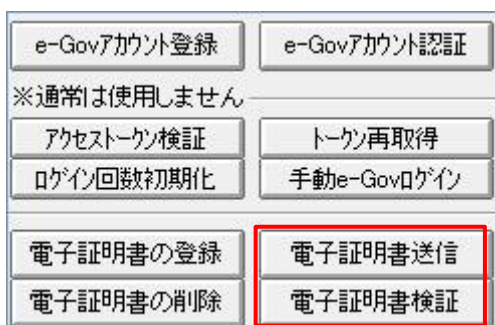 e-Govｱｶｳﾝﾄ登録 e-Govｱｶｳﾝﾄ認証
※通常は使用しません
ｱｸｾｽﾄｰｸﾝ検証 ﾄｰｸﾝ再取得
ﾛｸﾞｲﾝ回数初期化 手動e-Govﾛｸﾞｲﾝ
電子証明書の登録 電子証明書送信
電子証明書の削除 電子証明書検証